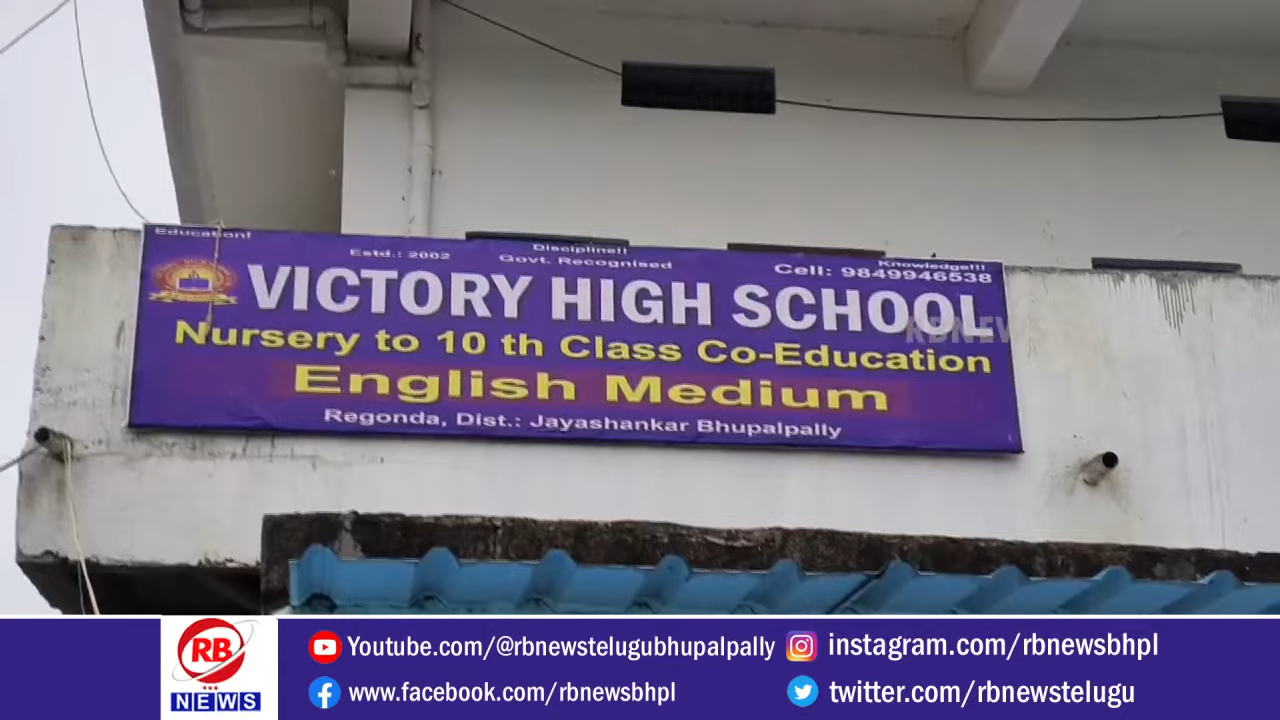 Education!
Discipline!!
Knowledge!!!
Estd.: 2002
Govt. Recognised
Cell: 9849946538
VICTORY HIGH SCHOOL
Nursery to 10 th Class Co-Education
English Medium
Regonda, Dist.: Jayashankar Bhupalpally
RBNEWS
RB
NEWS
Youtube.com/@rbnewstelugubhupalpally
instagram.com/rbnewsbhpl
www.facebook.com/rbnewsbhpl
twitter.com/rbnewstelugu